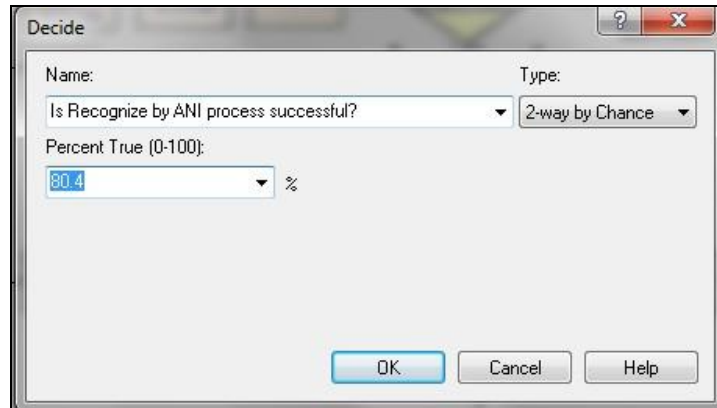 Decide
Name: Type:
Is Recognize by ANI process successful? 2-way by Chance
Percent True (0-100):
80.4 %
OK Cancel Help